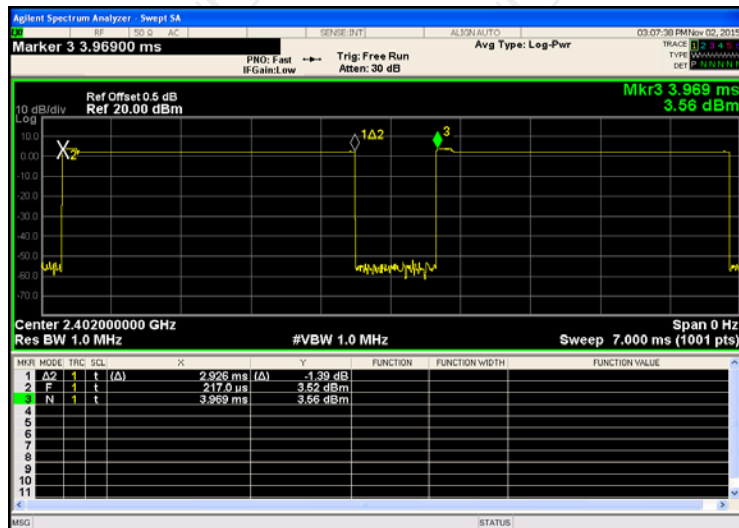 Agilent Spectrum Analyzer - Swept SA
RF 50 Ω AC SENSE:INT ALIGN AUTO 03:07:38 PM Nov 02, 2015
Marker 3 3.96900 ms
PNO: Fast Trig: Free Run Avg Type: Log-Pwr TRACE 1 2 3 4 5 6
IFGain:Low Atten: 30 dB TYPE
DET P N N N N N
Ref Offset 0.5 dB Mkr3 3.969 ms
10 dB/div Ref 20.00 dBm 3.56 dBm
Log
10.0
0.00
-10.0
-20.0
-30.0
-40.0
-50.0
-60.0
-70.0
2
1Δ2
3
Center 2.402000000 GHz Span 0 Hz
Res BW 1.0 MHz #VBW 1.0 MHz Sweep 7.000 ms (1001 pts)
MKR MODE TRC SCL X Y FUNCTION FUNCTION WIDTH FUNCTION VALUE
1 Δ2 1 t (Δ) 2.926 ms (Δ) -1.39 dB
2 F 1 t 217.0 µs 3.52 dBm
3 N 1 t 3.969 ms 3.56 dBm
4
5
6
7
8
9
10
11
MSG STATUS